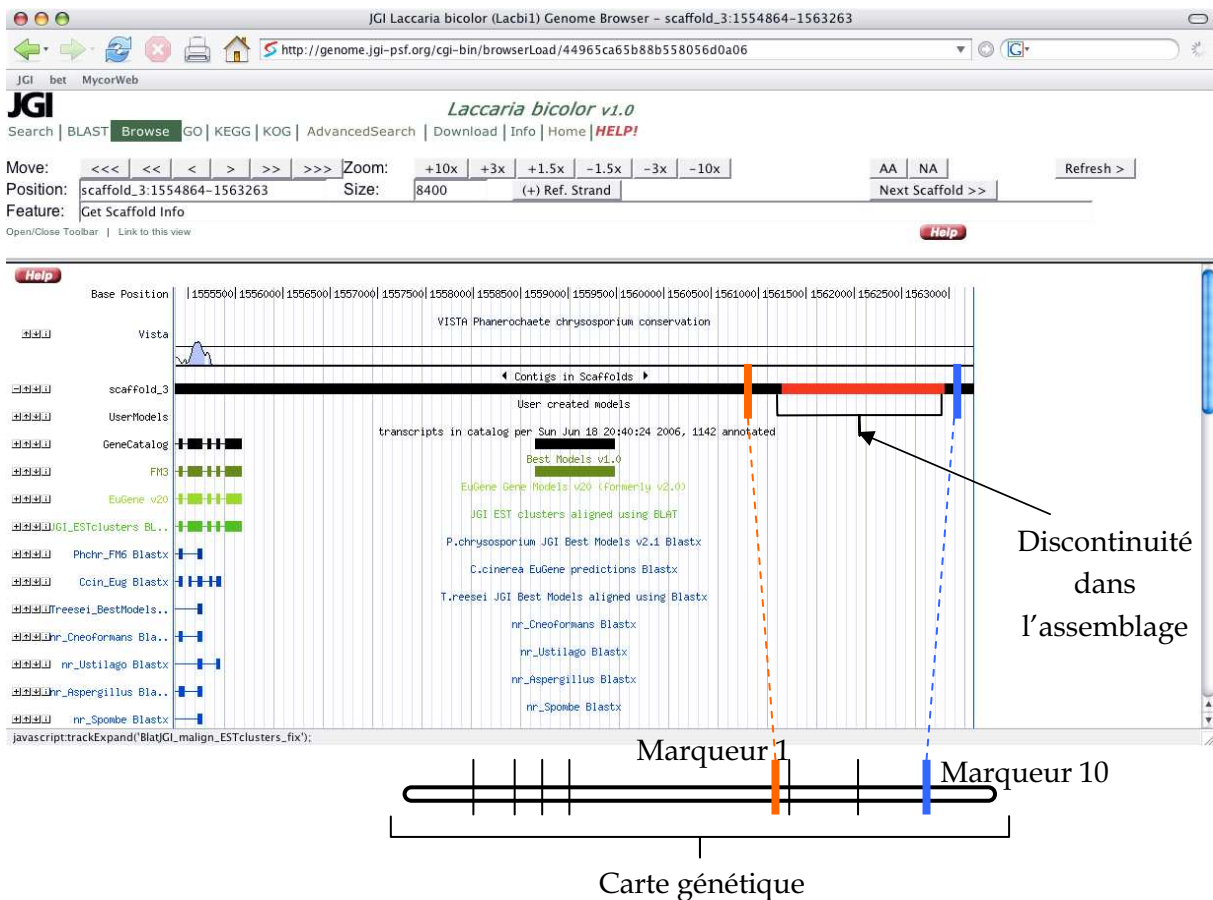 JGI Laccaria bicolor (Lacbi1) Genome Browser – scaffold_3:1554864–1563263
http://genome.jgi-psf.org/cgi-bin/browserLoad/44965ca65b88b558056d0a06
G
JGI bet MycorWeb
JGI
Laccaria bicolor v1.0
Search | BLAST Browse GO | KEGG | KOG | AdvancedSearch | Download | Info | Home | HELP!
Move: <<< << < > >> >>> Zoom: +10x +3x +1.5x -1.5x -3x -10x AA NA Refresh >
Position: scaffold_3:1554864-1563263 Size: 8400 (+) Ref. Strand Next Scaffold >>
Feature: Get Scaffold Info
Open/Close Toolbar | Link to this view Help
Help
Base Position |1555500|1556000|1556500|1557000|1557500|1558000|1558500|1559000|1559500|1560000|1560500|1561000|1561500|1562000|1562500|1563000|
VISTA Phanerochaete chrysosporium conservation
Vista
Contigs in Scaffolds
scaffold_3
User created models
UserModels
transcripts in catalog per Sun Jun 18 20:40:24 2006, 1142 annotated
GeneCatalog
Best Models v1.0
FM3
EuGene Gene Models v20 (formerly v2.0)
EuGene v20
JGI EST clusters aligned using BLAT
JGI_ESTclusters BL..
P.chrysosporium JGI Best Models v2.1 Blastx
Phchr_FM6 Blastx
C.cinerea EuGene predictions Blastx
Ccin_Eug Blastx
T.reesei JGI Best Models aligned using Blastx
Treesei_BestModels..
nr_Cneoformans Blastx
nr_Cneoformans Bla..
nr_Ustilago Blastx
nr_Ustilago Blastx
nr_Aspergillus Blastx
nr_Aspergillus Bla..
nr_Spombe Blastx
nr_Spombe Blastx
Discontinuité
dans
l'assemblage
javascript:trackExpand('BlatJGI_malign_ESTclusters_fix');
Marqueur 1
Marqueur 10
Carte génétique